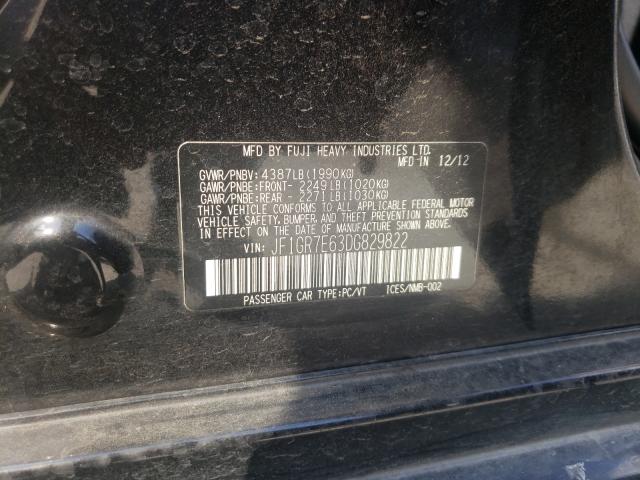 MFD BY FUJI HEAVY INDUSTRIES LTD.
MFD IN 12/12
GVWR/PNBV: 4387LB(1990KG)
GAWR/PNBE:FRONT- 2249LB(1020KG)
GAWR/PNBE:REAR - 2271LB(1030KG)
THIS VEHICLE CONFORMS TO ALL APPLICABLE FEDERAL MOTOR
VEHICLE SAFETY, BUMPER, AND THEFT PREVENTION STANDARDS
IN EFFECT ON THE DATE OF MANUFACTURE SHOWN ABOVE.
VIN: JF1GR7E63DG829822
PASSENGER CAR TYPE:PC/VT ICES/NMB-002